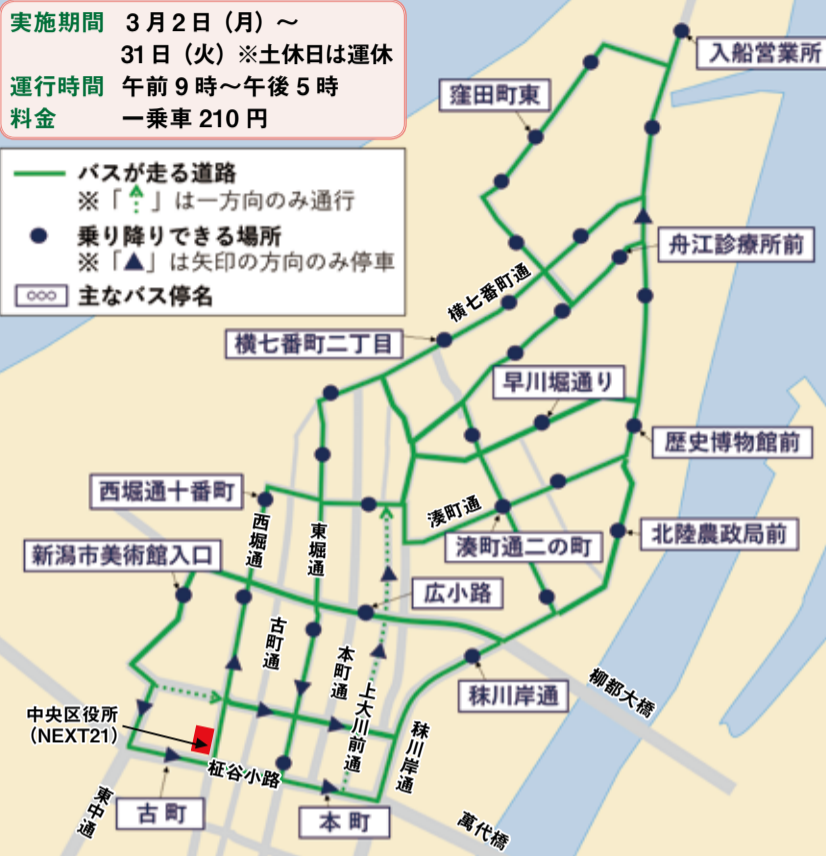 実施期間 3月2日（月）～
31日（火）※土休日は運休
運行時間 午前9時～午後5時
料金 一乗車210円
バスが走る道路
※「⇡」は一方向のみ通行
乗り降りできる場所
※「▲」は矢印の方向のみ停車
主なバス停名
入船営業所
窪田町東
舟江診療所前
横七番町通
横七番町二丁目
早川堀通り
歴史博物館前
西堀通十番町
湊町通
西堀通
東堀通
湊町通二の町
北陸農政局前
新潟市美術館入口
広小路
古町通
本町通
上大川前通
秣川岸通
柳都大橋
中央区役所
（NEXT21）
秣川岸通
柾谷小路
古町
本町
東中通
萬代橋